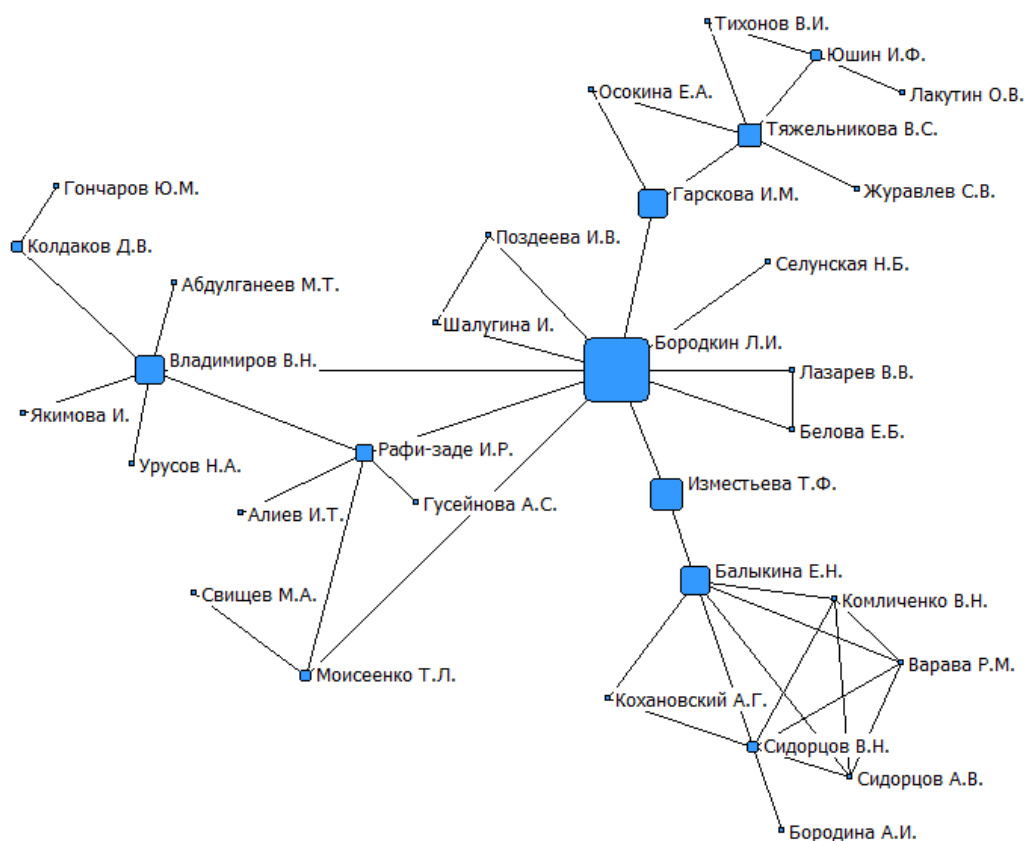 Тихонов В.И.
Юшин И.Ф.
Осокина Е.А.
Лакутин О.В.
Тяжельникова В.С.
Гончаров Ю.М.
Журавлев С.В.
Гарскова И.М.
Поздеева И.В.
Колдаков Д.В.
Селунская Н.Б.
Абдулганеев М.Т.
Шалугина И.
Бородкин Л.И.
Владимиров В.Н.
Лазарев В.В.
Якимова И.
Белова Е.Б.
Рафи-заде И.Р.
Урусов Н.А.
Изместьева Т.Ф.
Гусейнова А.С.
Алиев И.Т.
Балыкина Е.Н.
Свищев М.А.
Комличенко В.Н.
Варава Р.М.
Моисеенко Т.Л.
Кохановский А.Г.
Сидорцов В.Н.
Сидорцов А.В.
Бородина А.И.